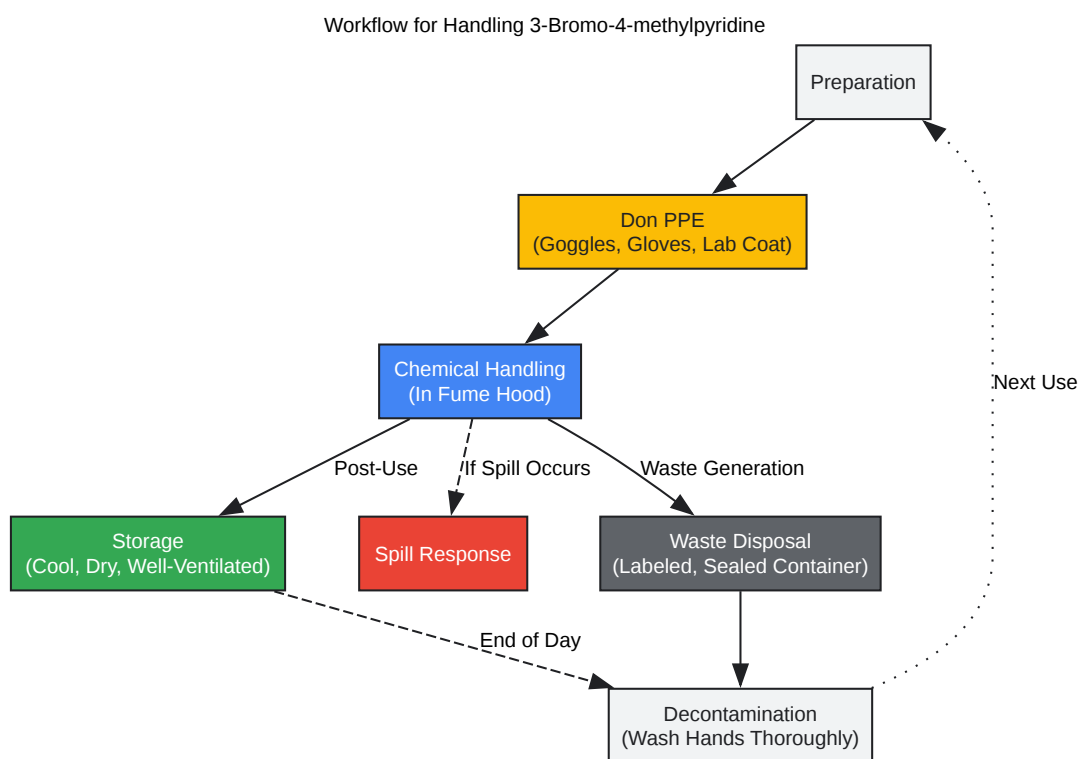 Workflow for Handling 3-Bromo-4-methylpyridine
Preparation
Don PPE
(Goggles, Gloves, Lab Coat)
Chemical Handling
(In Fume Hood)
Next Use
Post-Use
If Spill Occurs
Waste Generation
Storage
(Cool, Dry, Well-Ventilated)
Spill Response
Waste Disposal
(Labeled, Sealed Container)
End of Day
Decontamination
(Wash Hands Thoroughly)